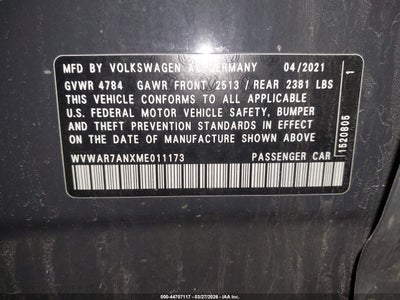 MFD BY VOLKSWAGEN AG GERMANY 04/2021
GVWR 4784 GAWR FRONT 2513 / REAR 2381 LBS
THIS VEHICLE CONFORMS TO ALL APPLICABLE
U.S. FEDERAL MOTOR VEHICLE SAFETY, BUMPER
AND THEFT PREVENTION STANDARDS IN EFFECT
ON THE DATE OF MANUFACTURE SHOWN ABOVE
WVWAR7ANXME011173 PASSENGER CAR
1520805 1
000-44707117 - 03/27/2026 - IAA Inc.